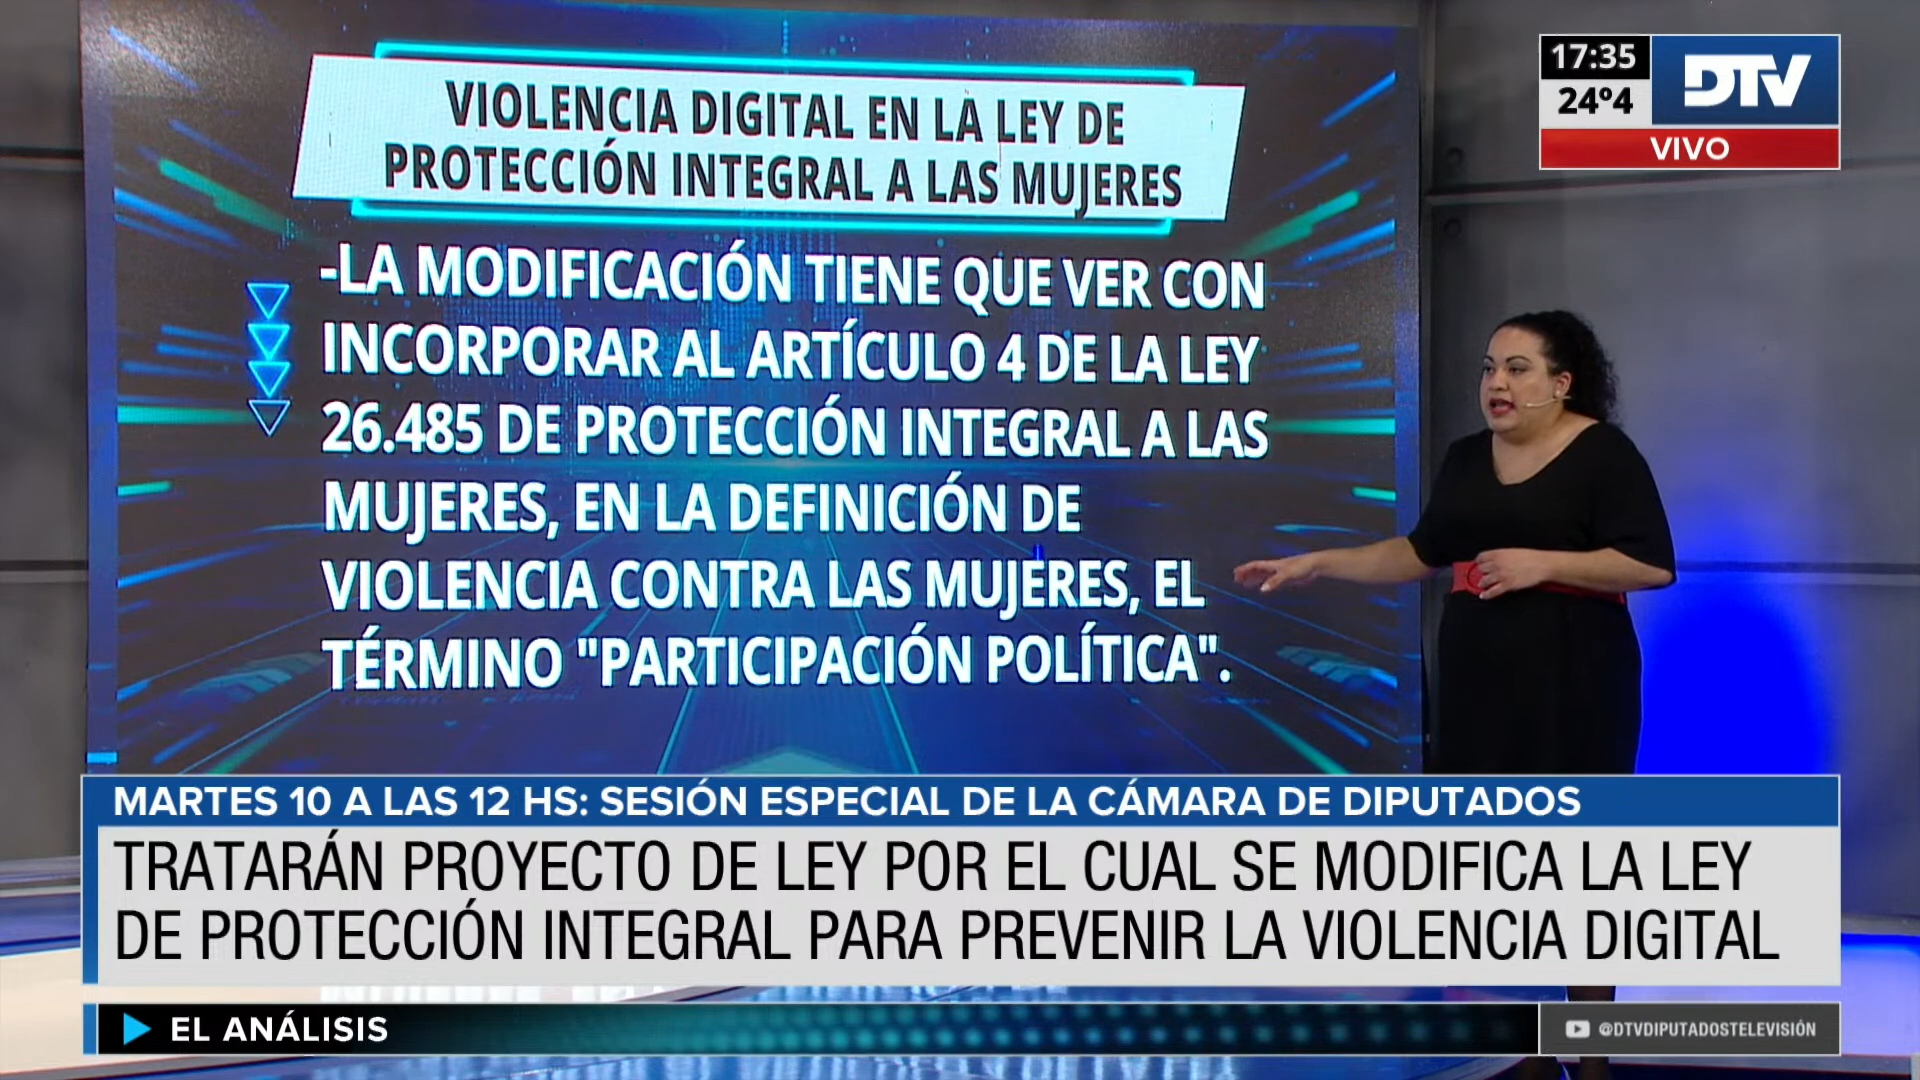 VIOLENCIA DIGITAL EN LA LEY DE
PROTECCIÓN INTEGRAL A LAS MUJERES
-LA MODIFICACIÓN TIENE QUE VER CON
INCORPORAR AL ARTÍCULO 4 DE LA LEY
26.485 DE PROTECCIÓN INTEGRAL A LAS
MUJERES, EN LA DEFINICIÓN DE
VIOLENCIA CONTRA LAS MUJERES, EL
TÉRMINO "PARTICIPACIÓN POLÍTICA".
17:35
24º4
DTV
VIVO
MARTES 10 A LAS 12 HS: SESIÓN ESPECIAL DE LA CÁMARA DE DIPUTADOS
TRATARÁN PROYECTO DE LEY POR EL CUAL SE MODIFICA LA LEY
DE PROTECCIÓN INTEGRAL PARA PREVENIR LA VIOLENCIA DIGITAL
EL ANÁLISIS
@DTVDIPUTADOSTELEVISIÓN